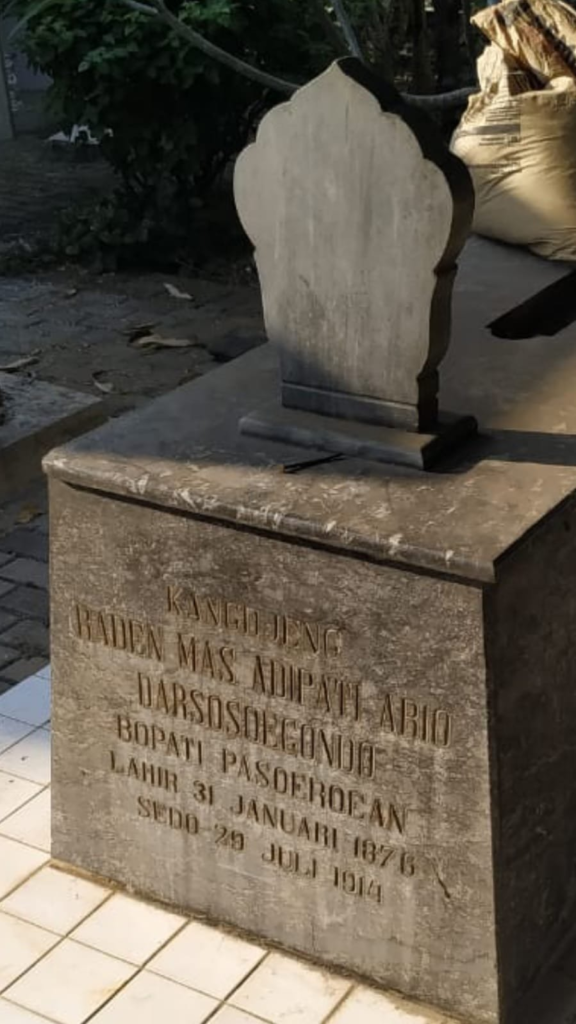 KANGDJENG
RADEN MAS ADIPATI ARIO
DARSOSOEGONDO
BOPATI PASOEROEAN
LAHIR 31 JANUARI 1876
SEDO 29 JULI 1914